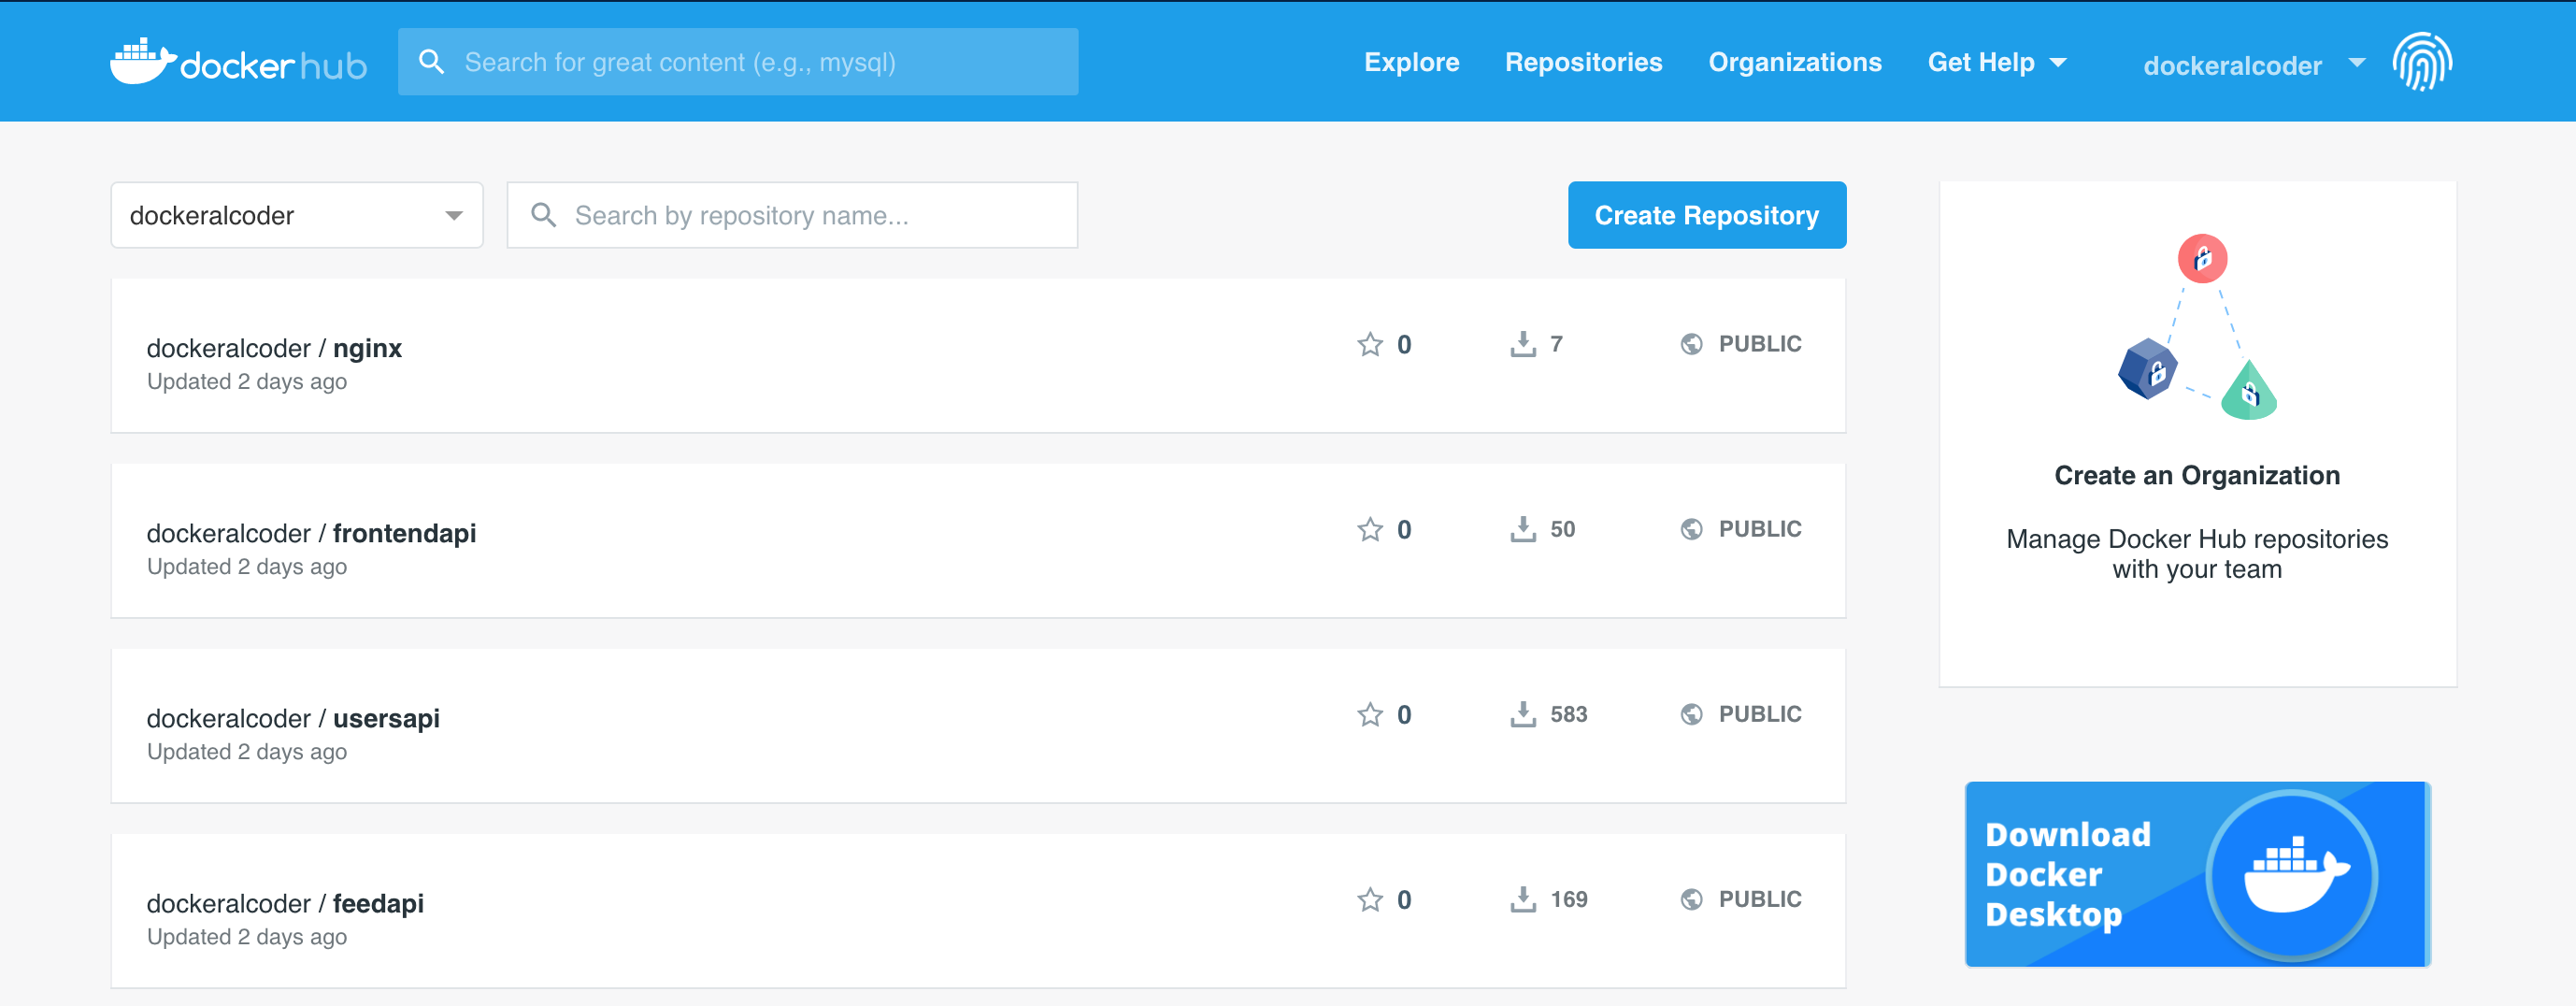 dockerhub
Search for great content (e.g., mysql)
Explore
Repositories
Organizations
Get Help
dockeralcoder
dockeralcoder
Search by repository name...
Create Repository
dockeralcoder / nginx
Updated 2 days ago
0
7
PUBLIC
dockeralcoder / frontendapi
Updated 2 days ago
0
50
PUBLIC
dockeralcoder / usersapi
Updated 2 days ago
0
583
PUBLIC
dockeralcoder / feedapi
Updated 2 days ago
0
169
PUBLIC
Create an Organization
Manage Docker Hub repositories
with your team
Download
Docker
Desktop